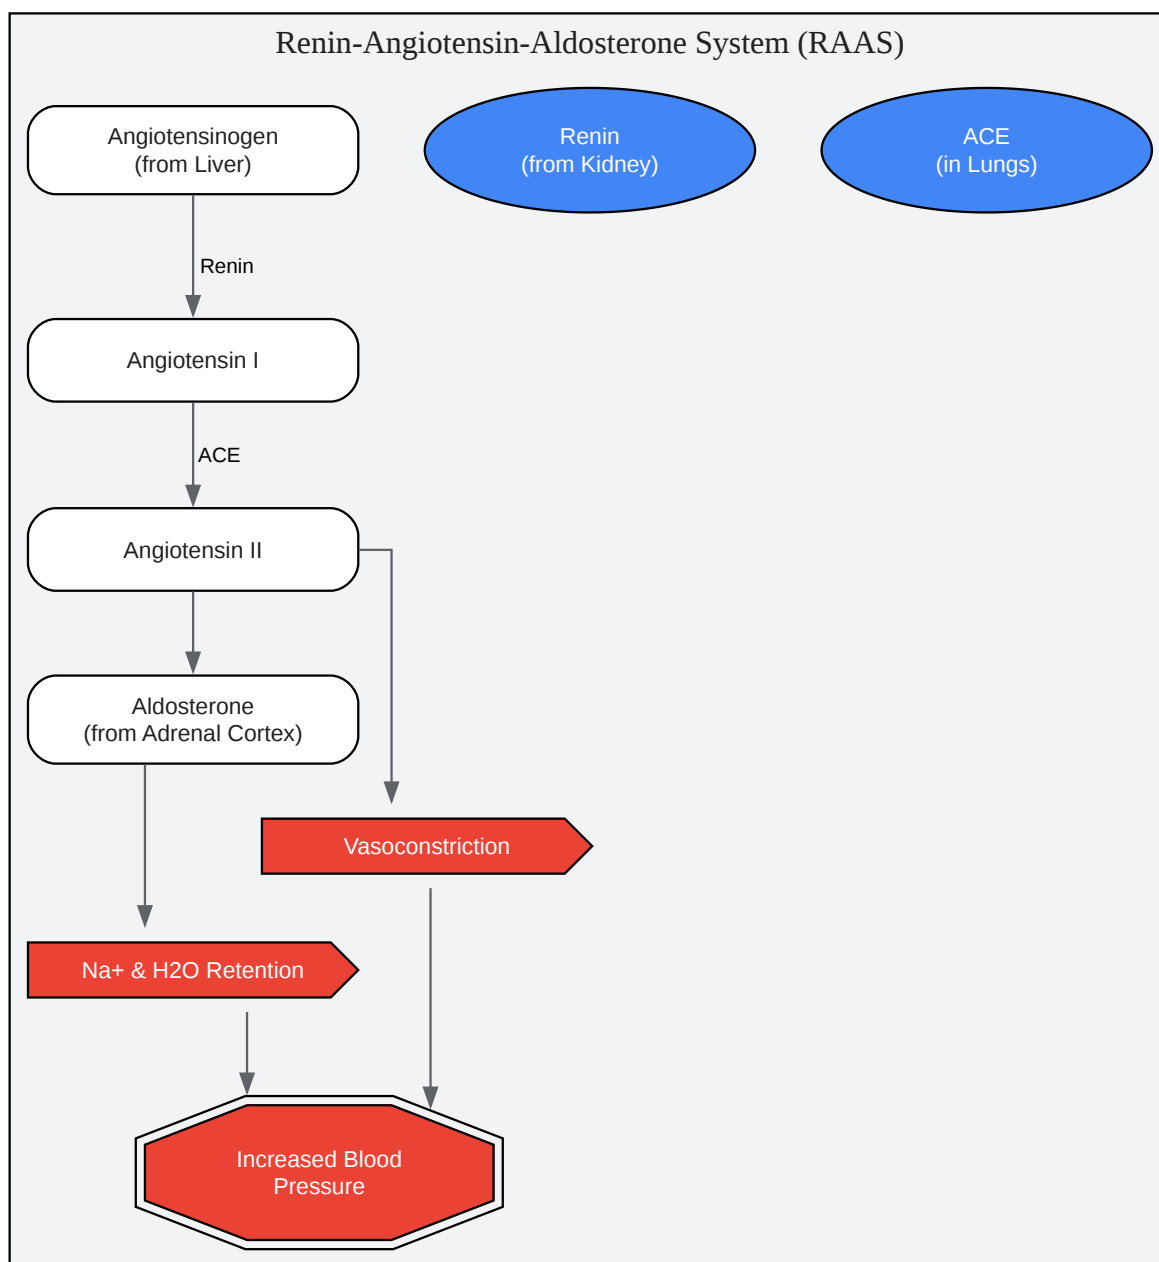 Renin-Angiotensin-Aldosterone System (RAAS)
Angiotensinogen
(from Liver)
Renin
(from Kidney)
ACE
(in Lungs)
Renin
Angiotensin I
ACE
Angiotensin II
Aldosterone
(from Adrenal Cortex)
Vasoconstriction
Na+ & H2O Retention
Increased Blood
Pressure